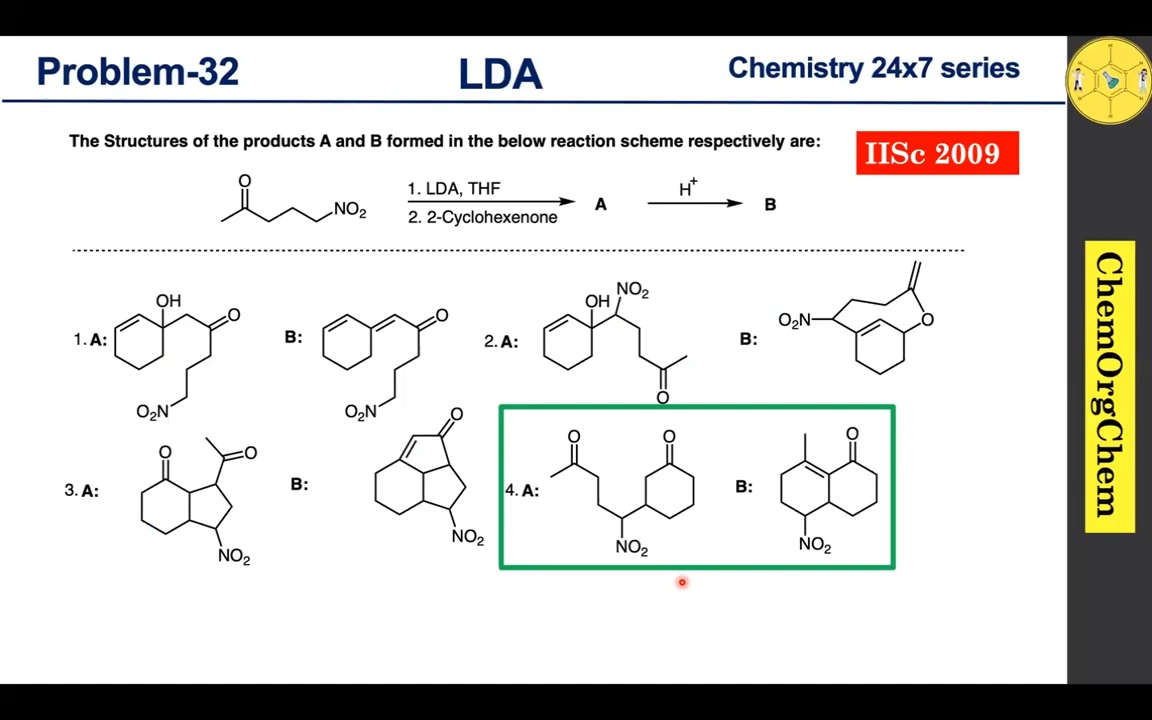 Problem-32
LDA
Chemistry 24x7 series
The Structures of the products A and B formed in the below reaction scheme respectively are:
IISc 2009
O
NO2
1. LDA, THF
2. 2-Cyclohexenone
A
H+
B
1. A:
OH
O
O2N
B:
O
O2N
2. A:
OH
NO2
O
B:
O2N
O
3. A:
O
O
NO2
B:
O
NO2
4. A:
O
O
NO2
B:
O
NO2
ChemOrgChem